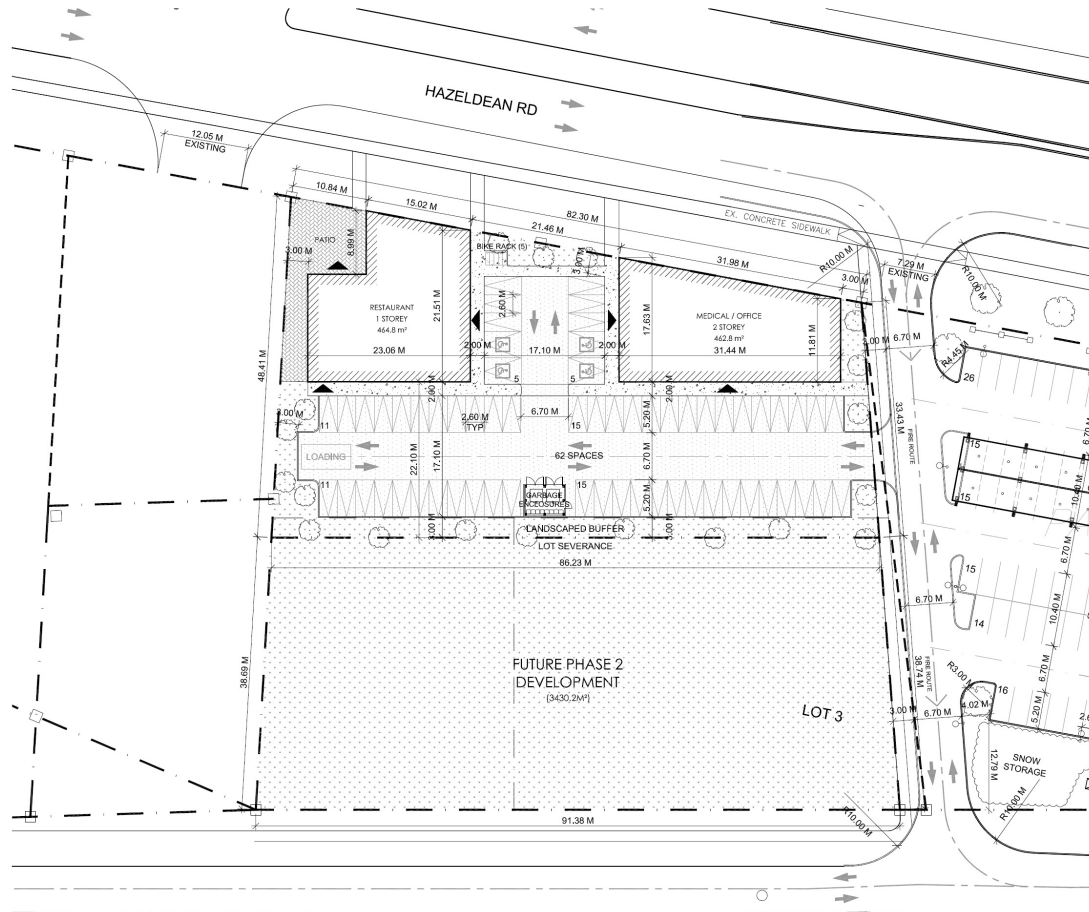 HAZELDEAN RD
12.05 M
EXISTING
10.84 M
15.02 M
82.30 M
21.46 M
EX. CONCRETE SIDEWALK
31.98 M
R10.00 M
3.00 M
7.29 M
EXISTING
R10.00 M
PATIO
8.99 M
3.00 M
BIKE RACK (5)
3.00 M
2.60 M
RESTAURANT
1 STOREY
464.8 m²
21.51 M
23.06 M
2.00 M
17.10 M
2.00 M
17.63 M
MEDICAL / OFFICE
2 STOREY
462.8 m²
31.44 M
11.81 M
3.00 M
6.70 M
R4.45 M
26
48.41 M
5
5
2.00 M
2.00 M
3.00 M
11
2.60 M
TYP
6.70 M
15
5.20 M
33.43 M
FIRE ROUTE
6.70 M
15
LOADING
22.10 M
17.10 M
62 SPACES
6.70 M
11
GARBAGE
ENCLOSURES
15
5.20 M
15
10.40 M
3.00 M
LANDSCAPED BUFFER
3.00 M
LOT SEVERANCE
86.23 M
15
6.70 M
6.70 M
10.40 M
14
38.69 M
FUTURE PHASE 2
DEVELOPMENT
(3430.2M²)
LOT 3
FIRE ROUTE
38.74 M
R3.00 M
16
6.70 M
3.00 M
6.70 M
4.02 M
5.20 M
12.79 M
SNOW
STORAGE
R10.00 M
R10.00 M
91.38 M